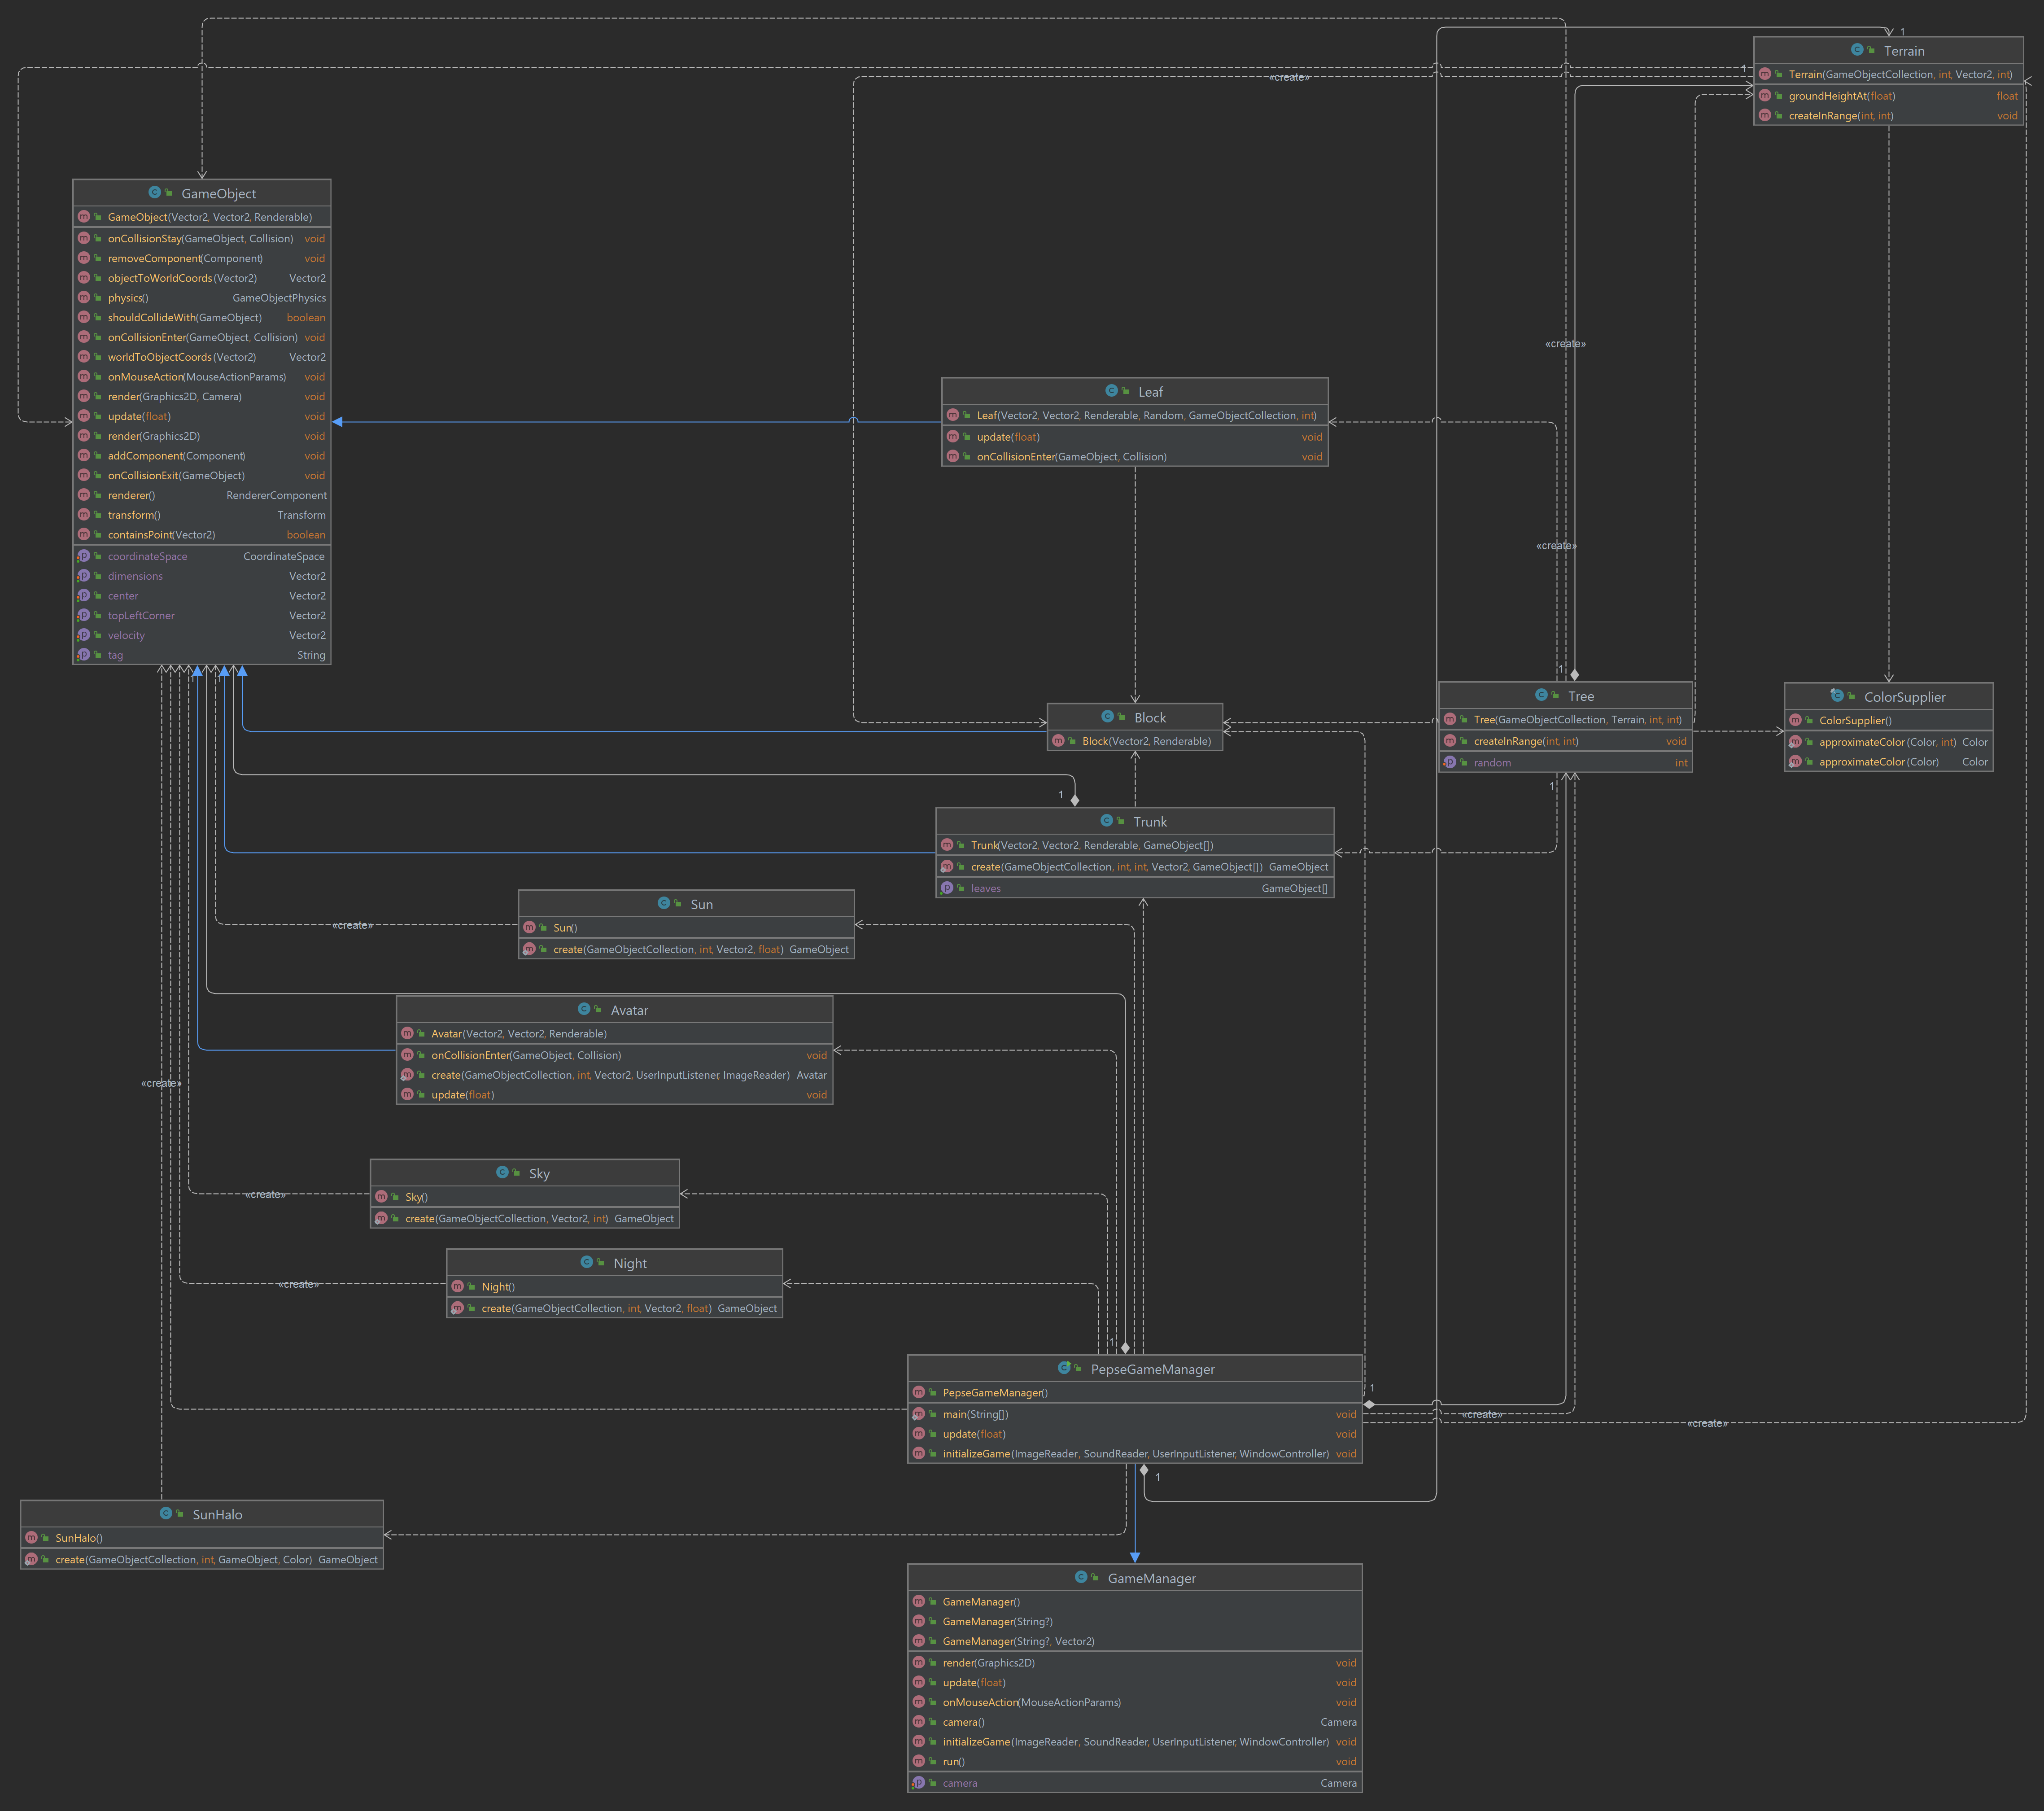 1
Terrain
Terrain(GameObjectCollection, int, Vector2, int)
groundHeightAt(float) float
createInRange(int, int) void
1
«create»
GameObject
GameObject(Vector2, Vector2, Renderable)
onCollisionStay(GameObject, Collision) void
removeComponent(Component) void
objectToWorldCoords(Vector2) Vector2
physics() GameObjectPhysics
shouldCollideWith(GameObject) boolean
onCollisionEnter(GameObject, Collision) void
worldToObjectCoords(Vector2) Vector2
onMouseAction(MouseActionParams) void
render(Graphics2D, Camera) void
update(float) void
render(Graphics2D) void
addComponent(Component) void
onCollisionExit(GameObject) void
renderer() RendererComponent
transform() Transform
containsPoint(Vector2) boolean
coordinateSpace CoordinateSpace
dimensions Vector2
center Vector2
topLeftCorner Vector2
velocity Vector2
tag String
«create»
Leaf
Leaf(Vector2, Vector2, Renderable, Random, GameObjectCollection, int)
update(float) void
onCollisionEnter(GameObject, Collision) void
«create»
1
Block
Block(Vector2, Renderable)
Tree
Tree(GameObjectCollection, Terrain, int, int)
createInRange(int, int) void
random int
1
ColorSupplier
ColorSupplier()
approximateColor(Color, int) Color
approximateColor(Color) Color
1
Trunk
Trunk(Vector2, Vector2, Renderable, GameObject[])
create(GameObjectCollection, int, int, Vector2, GameObject[]) GameObject
leaves GameObject[]
Sun
Sun()
create(GameObjectCollection, int, Vector2, float) GameObject
«create»
Avatar
Avatar(Vector2, Vector2, Renderable)
onCollisionEnter(GameObject, Collision) void
create(GameObjectCollection, int, Vector2, UserInputListener, ImageReader) Avatar
update(float) void
«create»
Sky
Sky()
create(GameObjectCollection, Vector2, int) GameObject
«create»
Night
Night()
create(GameObjectCollection, int, Vector2, float) GameObject
«create»
1
PepseGameManager
PepseGameManager()
main(String[]) void
update(float) void
initializeGame(ImageReader, SoundReader, UserInputListener, WindowController) void
1
«create»
«create»
1
SunHalo
SunHalo()
create(GameObjectCollection, int, GameObject, Color) GameObject
GameManager
GameManager()
GameManager(String?)
GameManager(String?, Vector2)
render(Graphics2D) void
update(float) void
onMouseAction(MouseActionParams) void
camera() Camera
initializeGame(ImageReader, SoundReader, UserInputListener, WindowController) void
run() void
camera Camera